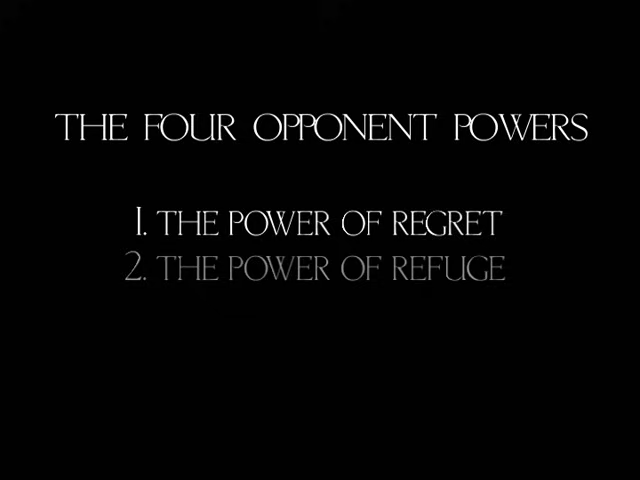 THE FOUR OPPONENT POWERS
1. THE POWER OF REGRET
2. THE POWER OF REFUGE